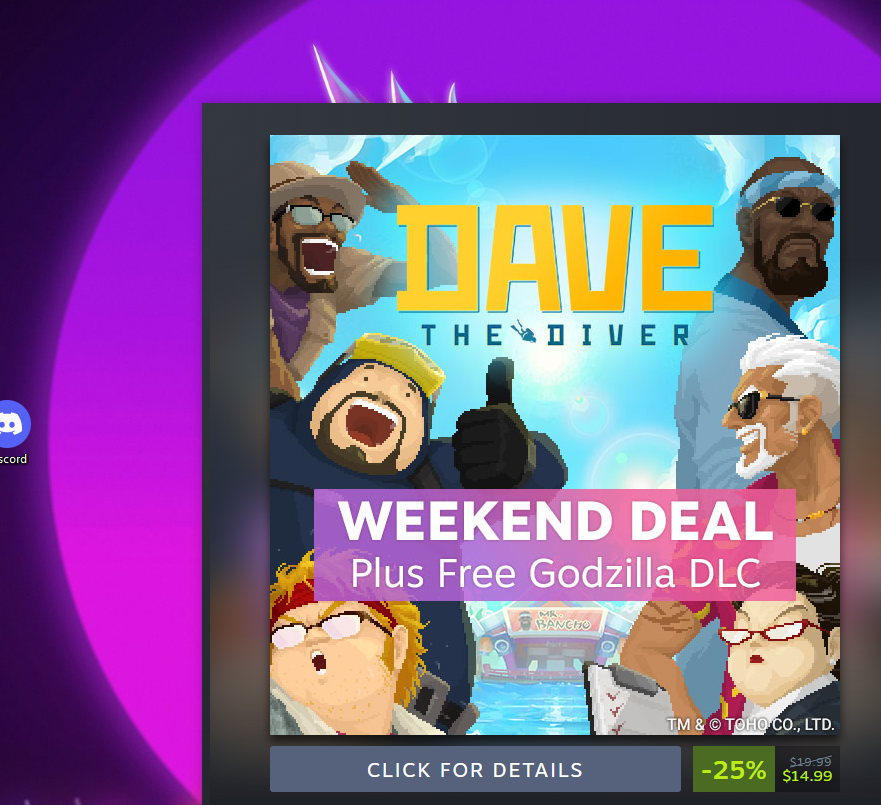 DAVE
THE DIVER
scord
WEEKEND DEAL
Plus Free Godzilla DLC
MR. BANCHO
TM & © TOHO CO., LTD.
CLICK FOR DETAILS
-25%
$19.99
$14.99